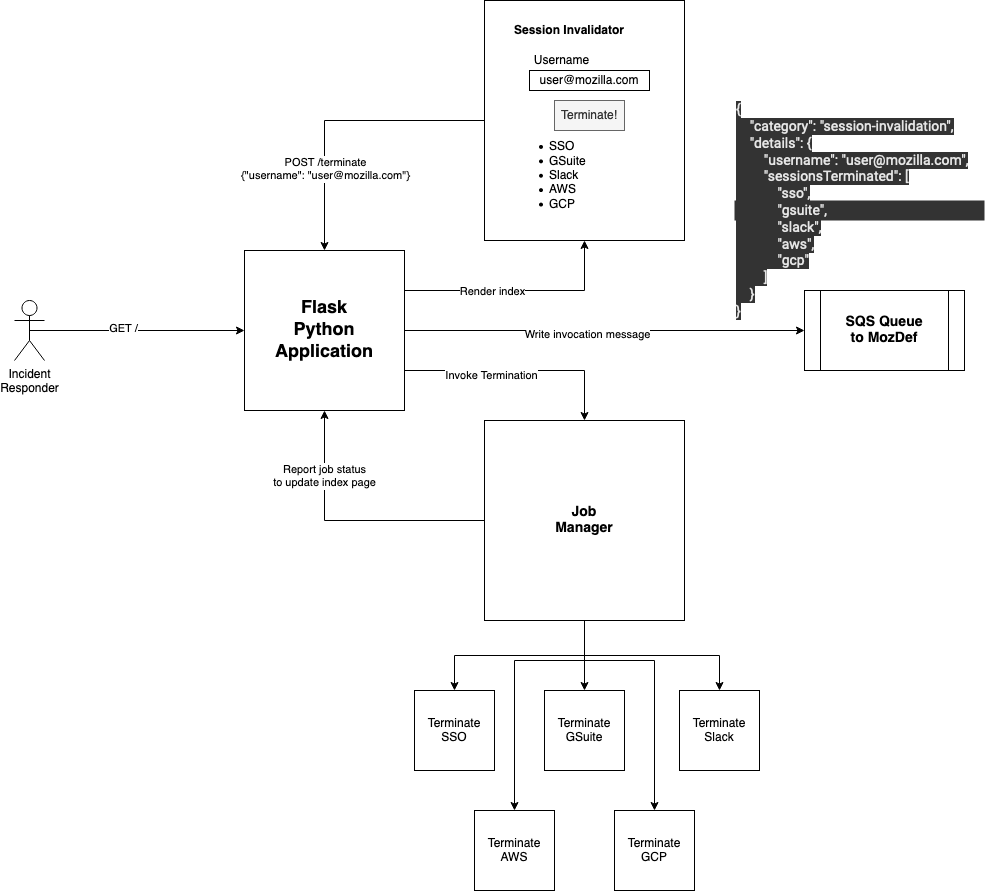 Session Invalidator
Username
user@mozilla.com
Terminate!
• SSO
• GSuite
• Slack
• AWS
• GCP
POST /terminate
{"username": "user@mozilla.com"}
{
"category": "session-invalidation",
"details": {
"username": "user@mozilla.com",
"sessionsTerminated": [
"sso",
"gsuite",
"slack",
"aws",
"gcp"
]
}
}
Flask
Python
Application
Render index
GET /
Write invocation message
SQS Queue
to MozDef
Incident
Responder
Invoke Termination
Report job status
to update index page
Job
Manager
Terminate
SSO
Terminate
GSuite
Terminate
Slack
Terminate
AWS
Terminate
GCP